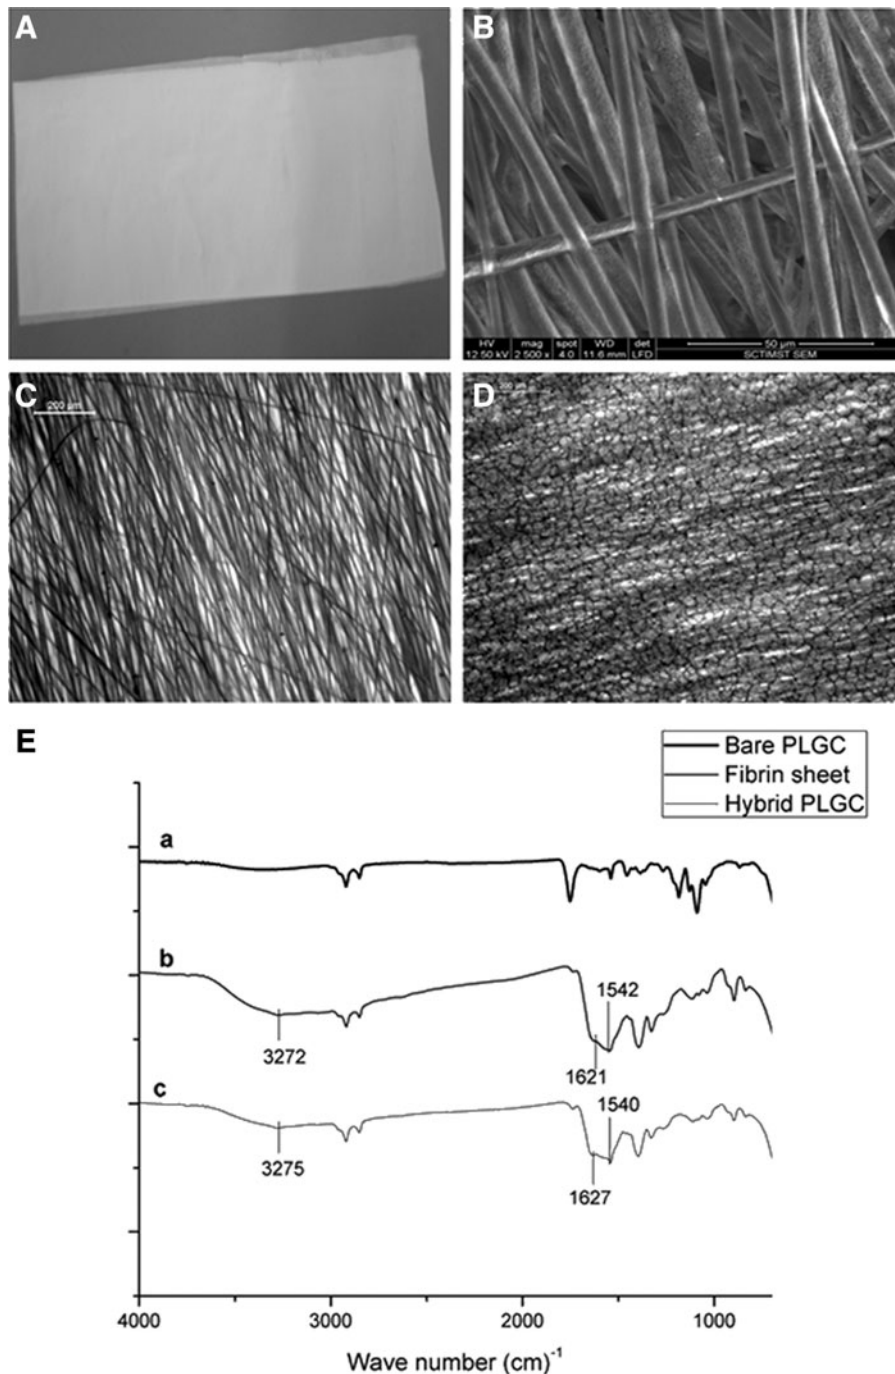 A
B
HV mag spot WD det 50 µm
12.50 kV 2 500 x 4.0 11.6 mm LFD SCTIMST SEM
C
200 µm
D
200 µm
E
Bare PLGC
Fibrin sheet
Hybrid PLGC
a
b
1542
3272
1621
c
1540
3275
1627
4000 3000 2000 1000
Wave number (cm)-1